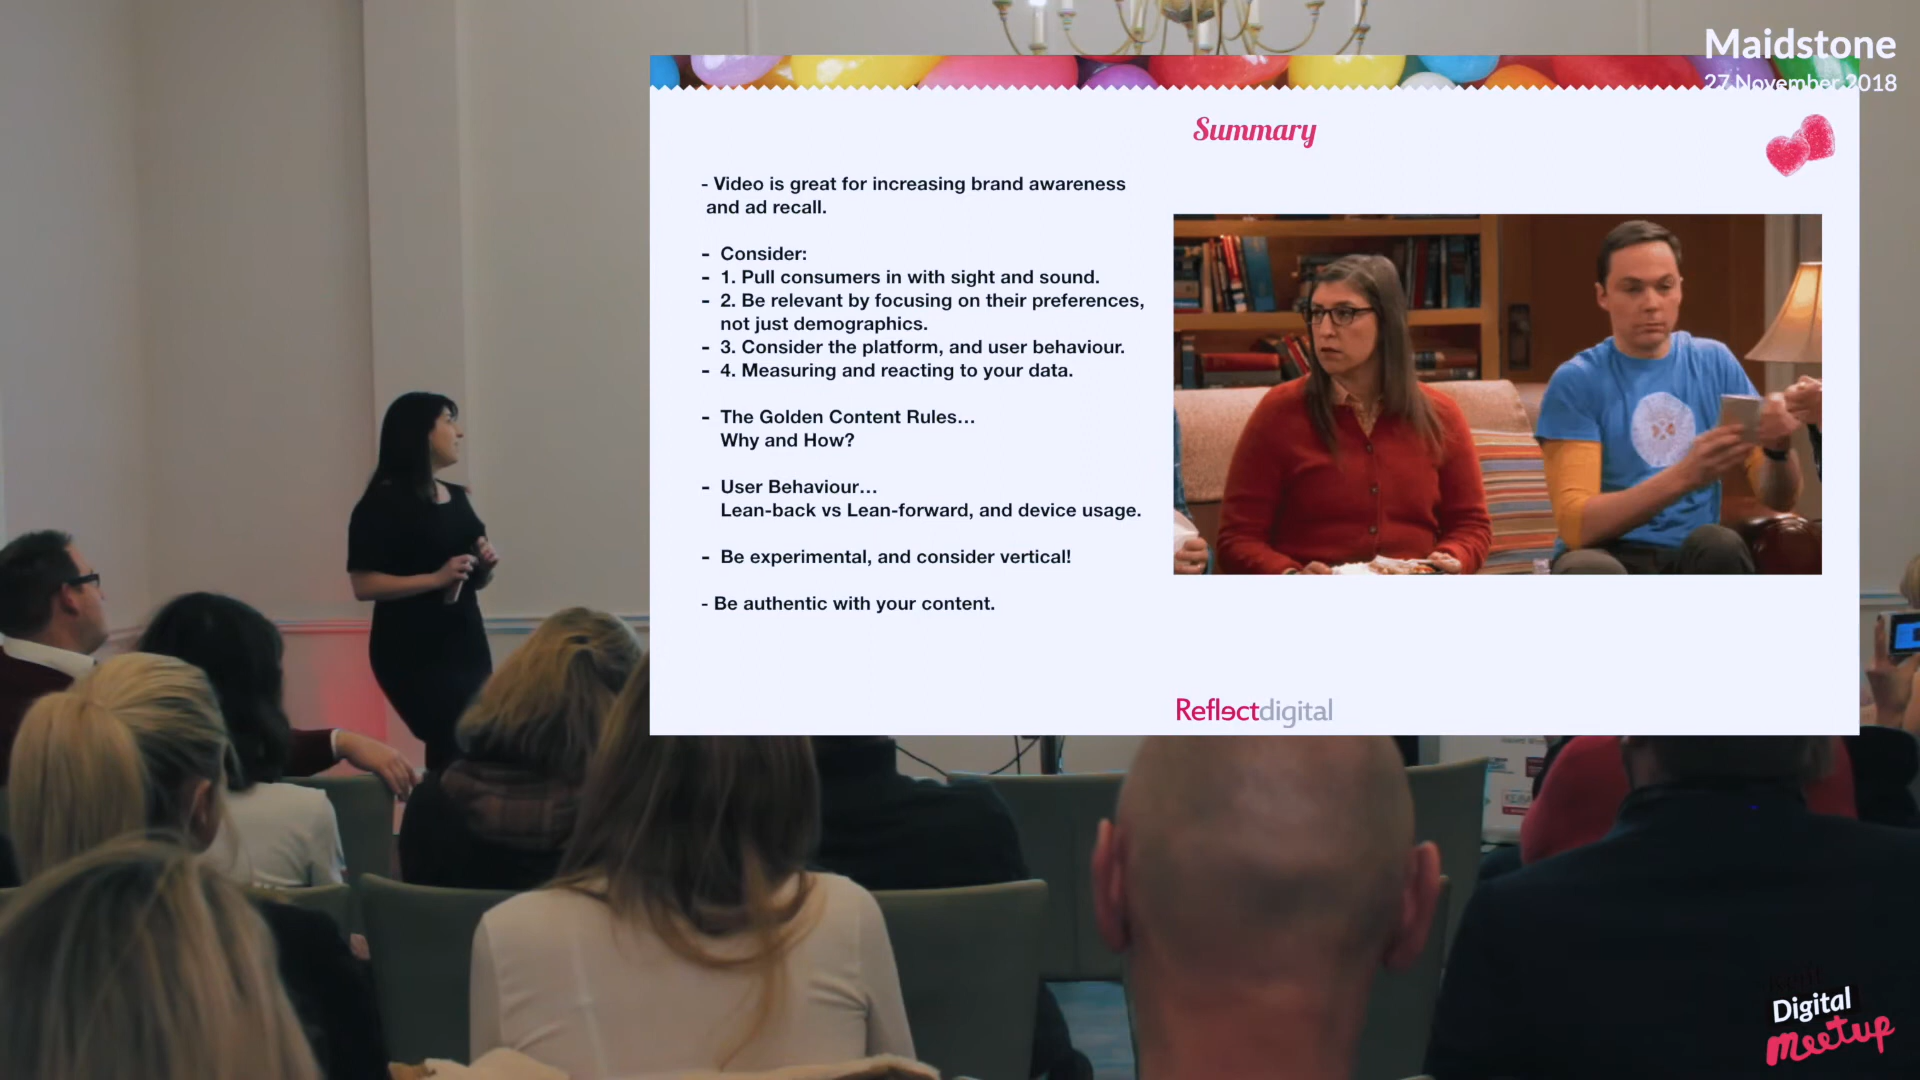 Maidstone
27 November 2018
Summary
- Video is great for increasing brand awareness
and ad recall.
- Consider:
- 1. Pull consumers in with sight and sound.
- 2. Be relevant by focusing on their preferences,
not just demographics.
- 3. Consider the platform, and user behaviour.
- 4. Measuring and reacting to your data.
- The Golden Content Rules...
Why and How?
- User Behaviour...
Lean-back vs Lean-forward, and device usage.
- Be experimental, and consider vertical!
- Be authentic with your content.
Reflectdigital
Digital
meetup